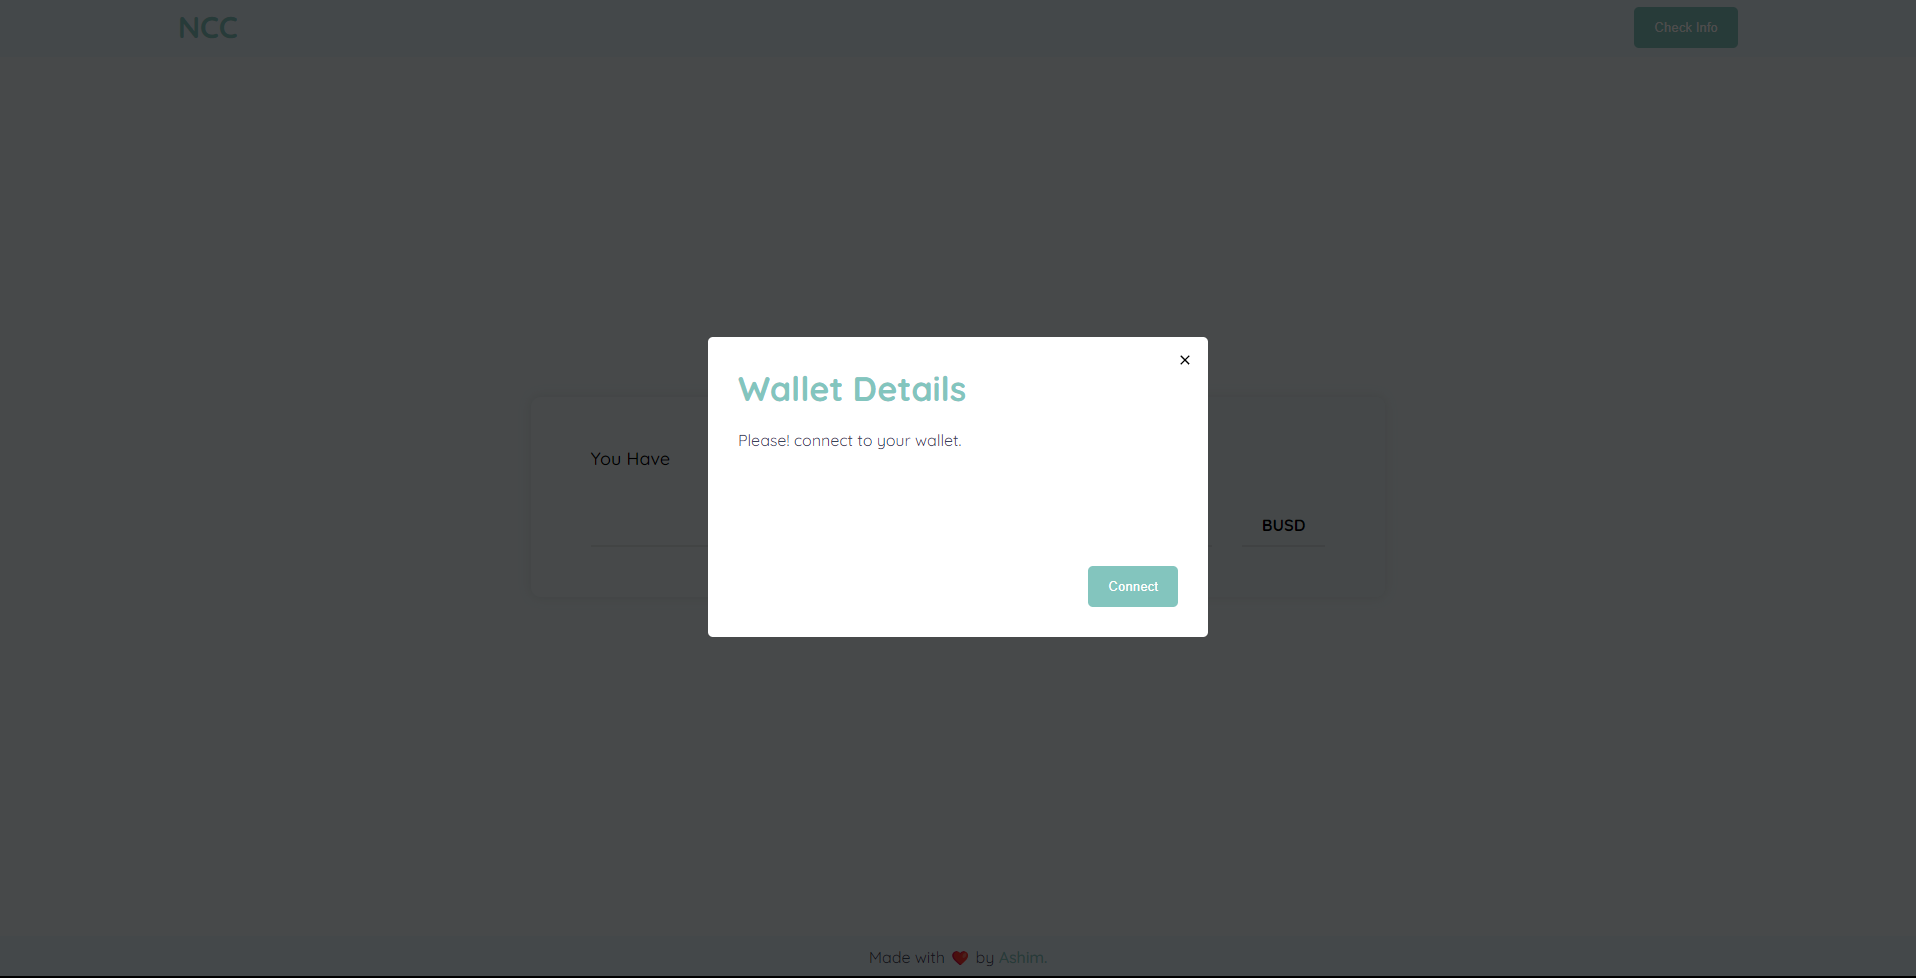 NCC
Check Info
Wallet Details
Please! connect to your wallet.
You Have
BUSD
Connect
Made with ❤️ by Ashim.